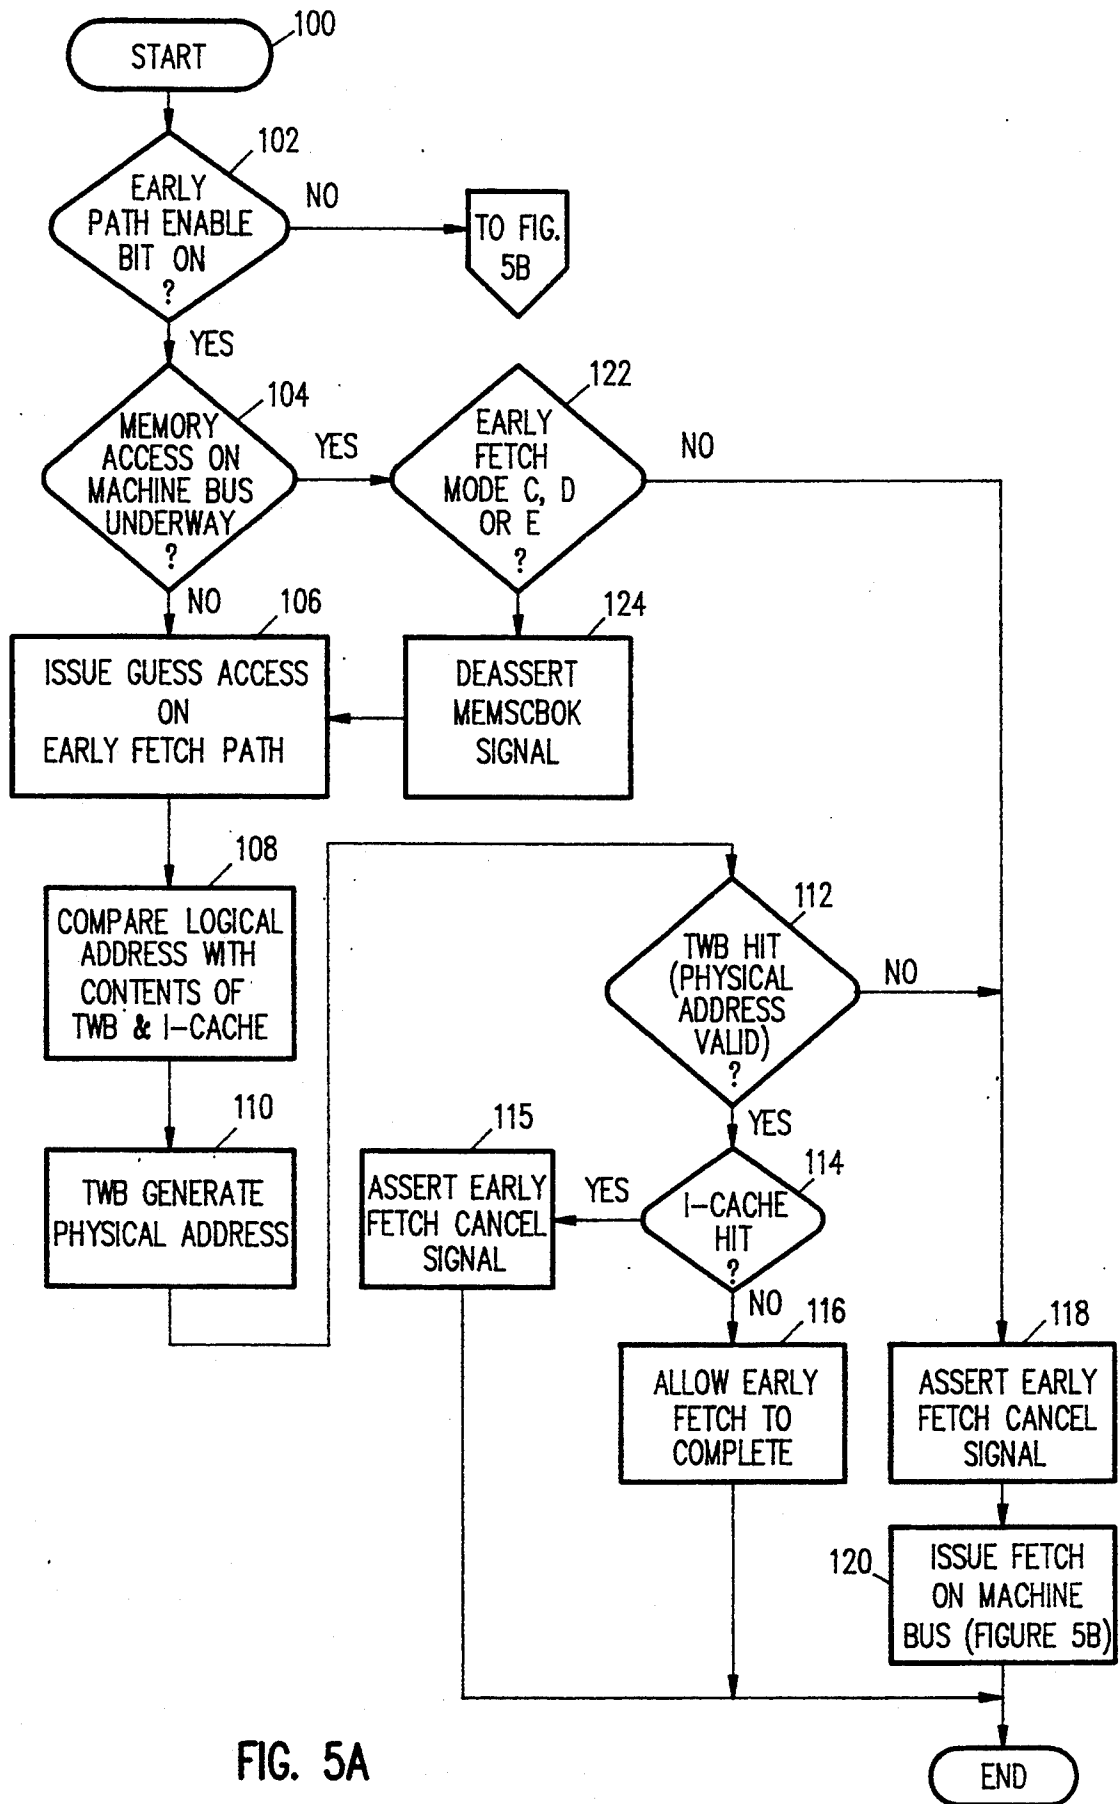 START
100
102
EARLY
PATH ENABLE
BIT ON
?
NO
TO FIG.
5B
YES
104
MEMORY
ACCESS ON
MACHINE BUS
UNDERWAY
?
YES
122
EARLY
FETCH
MODE C, D
OR E
?
NO
NO
106
ISSUE GUESS ACCESS
ON
EARLY FETCH PATH
124
DEASSERT
MEMSCBOK
SIGNAL
108
COMPARE LOGICAL
ADDRESS WITH
CONTENTS OF
TWB & I-CACHE
112
TWB HIT
(PHYSICAL
ADDRESS
VALID)
?
NO
YES
110
TWB GENERATE
PHYSICAL ADDRESS
115
ASSERT EARLY
FETCH CANCEL
SIGNAL
YES
114
I-CACHE
HIT
?
NO
116
ALLOW EARLY
FETCH TO
COMPLETE
118
ASSERT EARLY
FETCH CANCEL
SIGNAL
120
ISSUE FETCH
ON MACHINE
BUS (FIGURE 5B)
END
FIG. 5A